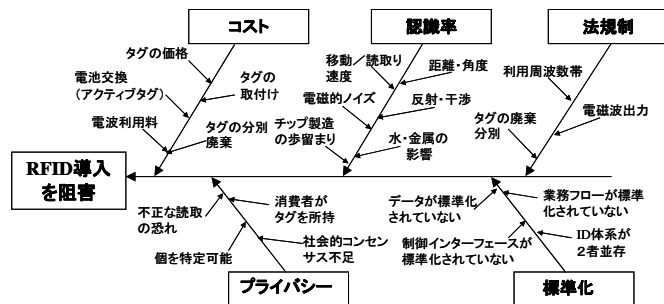 コスト
認識率
法規制
タグの価格
電池交換
(アクティブタグ)
電波利用料
タグの
取付け
タグの分別
廃棄
移動/読取り
速度
電磁的ノイズ
チップ製造
の歩留まり
距離・角度
反射・干渉
水・金属の
影響
利用周波数帯
タグの廃棄
分別
電磁波出力
RFID導入
を阻害
不正な読取
の恐れ
個を特定可能
消費者が
タグを所持
社会的コンセン
サス不足
データが標準化
されていない
制御インターフェースが
標準化されていない
業務フローが標準
化されていない
ID体系が
2者並存
プライバシー
標準化